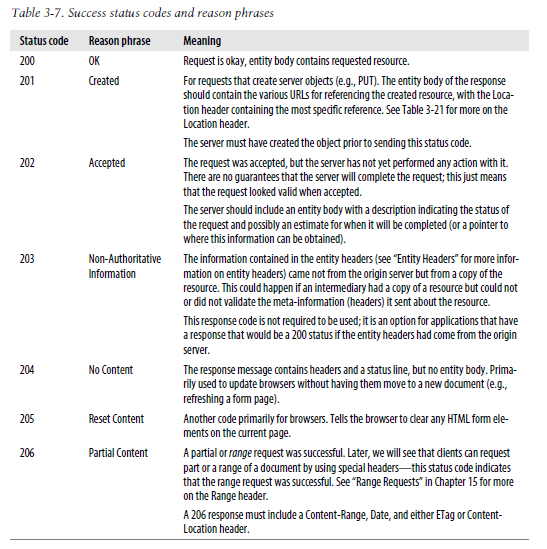 Table 3-7. Success status codes and reason phrases
Status code Reason phrase Meaning
200 OK Request is okay, entity body contains requested resource.
201 Created For requests that create server objects (e.g., PUT). The entity body of the response
should contain the various URLs for referencing the created resource, with the Loca-
tion header containing the most specific reference. See Table 3-21 for more on the
Location header.
The server must have created the object prior to sending this status code.
202 Accepted The request was accepted, but the server has not yet performed any action with it.
There are no guarantees that the server will complete the request; this just means
that the request looked valid when accepted.
The server should include an entity body with a description indicating the status of
the request and possibly an estimate for when it will be completed (or a pointer to
where this information can be obtained).
203 Non-Authoritative The information contained in the entity headers (see “Entity Headers” for more infor-
Information mation on entity headers) came not from the origin server but from a copy of the
resource. This could happen if an intermediary had a copy of a resource but could not
or did not validate the meta-information (headers) it sent about the resource.
This response code is not required to be used; it is an option for applications that have
a response that would be a 200 status if the entity headers had come from the origin
server.
204 No Content The response message contains headers and a status line, but no entity body. Prima-
rily used to update browsers without having them move to a new document (e.g.,
refreshing a form page).
205 Reset Content Another code primarily for browsers. Tells the browser to clear any HTML form ele-
ments on the current page.
206 Partial Content A partial or range request was successful. Later, we will see that clients can request
part or a range of a document by using special headers—this status code indicates
that the range request was successful. See “Range Requests” in Chapter 15 for more
on the Range header.
A 206 response must include a Content-Range, Date, and either ETag or Content-
Location header.